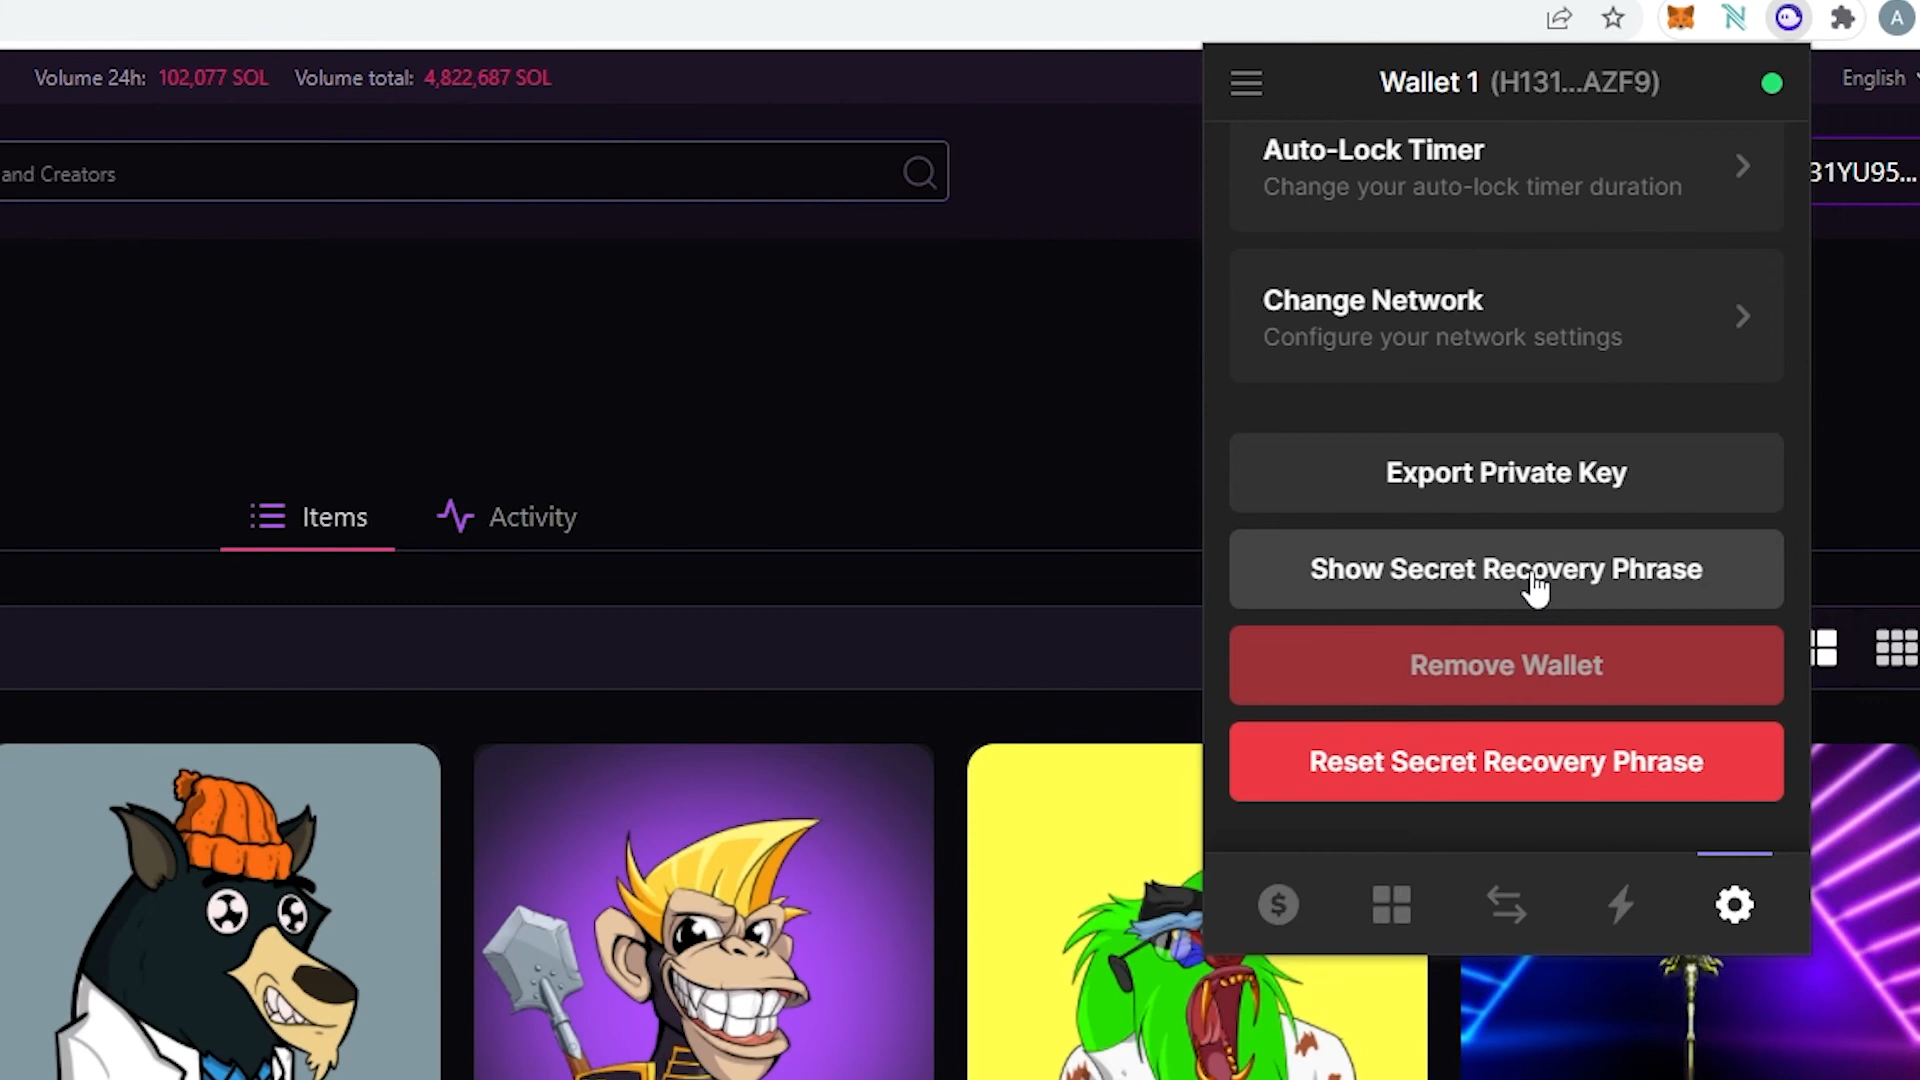 A
Volume 24h: 102,077 SOL Volume total: 4,822,687 SOL
Wallet 1 (H131...AZF9)
English
and Creators
31YU95...
Auto-Lock Timer
Change your auto-lock timer duration
Change Network
Configure your network settings
Export Private Key
Items
Activity
Show Secret Recovery Phrase
Remove Wallet
Reset Secret Recovery Phrase